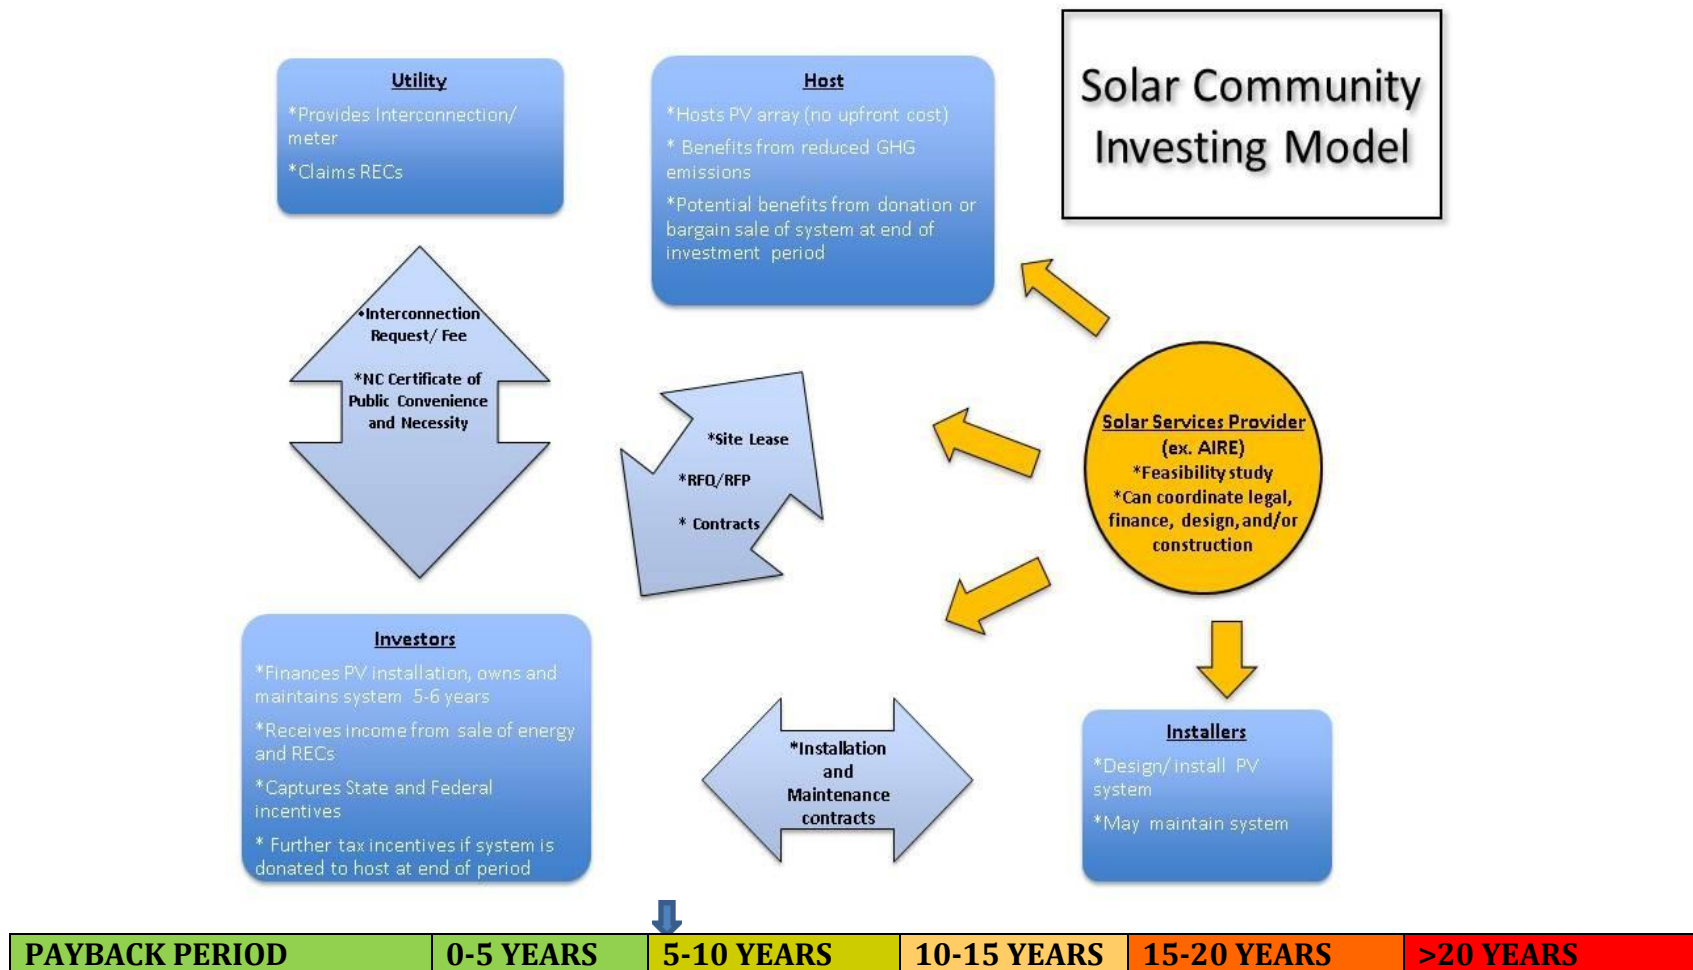 Solar Community
Investing Model
Utility
*Provides Interconnection/
meter
*Claims RECs
Host
*Hosts PV array (no upfront cost)
* Benefits from reduced GHG
emissions
*Potential benefits from donation or
bargain sale of system at end of
investment period
•Interconnection
Request/ Fee
*NC Certificate of
Public Convenience
and Necessity
*Site Lease
*RFQ/RFP
* Contracts
Solar Services Provider
(ex. AIRE)
*Feasibility study
*Can coordinate legal,
finance, design, and/or
construction
Investors
*Finances PV installation, owns and
maintains system 5-6 years
*Receives income from sale of energy
and RECs
*Captures State and Federal
incentives
* Further tax incentives if system is
donated to host at end of period
*Installation
and
Maintenance
contracts
Installers
*Design/ install PV
system
*May maintain system
PAYBACK PERIOD 0-5 YEARS 5-10 YEARS 10-15 YEARS 15-20 YEARS >20 YEARS